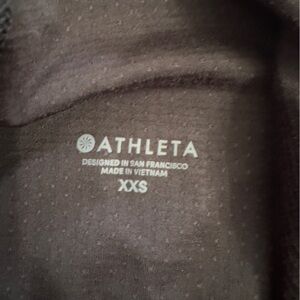 ATHLETA
DESIGNED IN SAN FRANCISCO
MADE IN VIETNAM
XXS